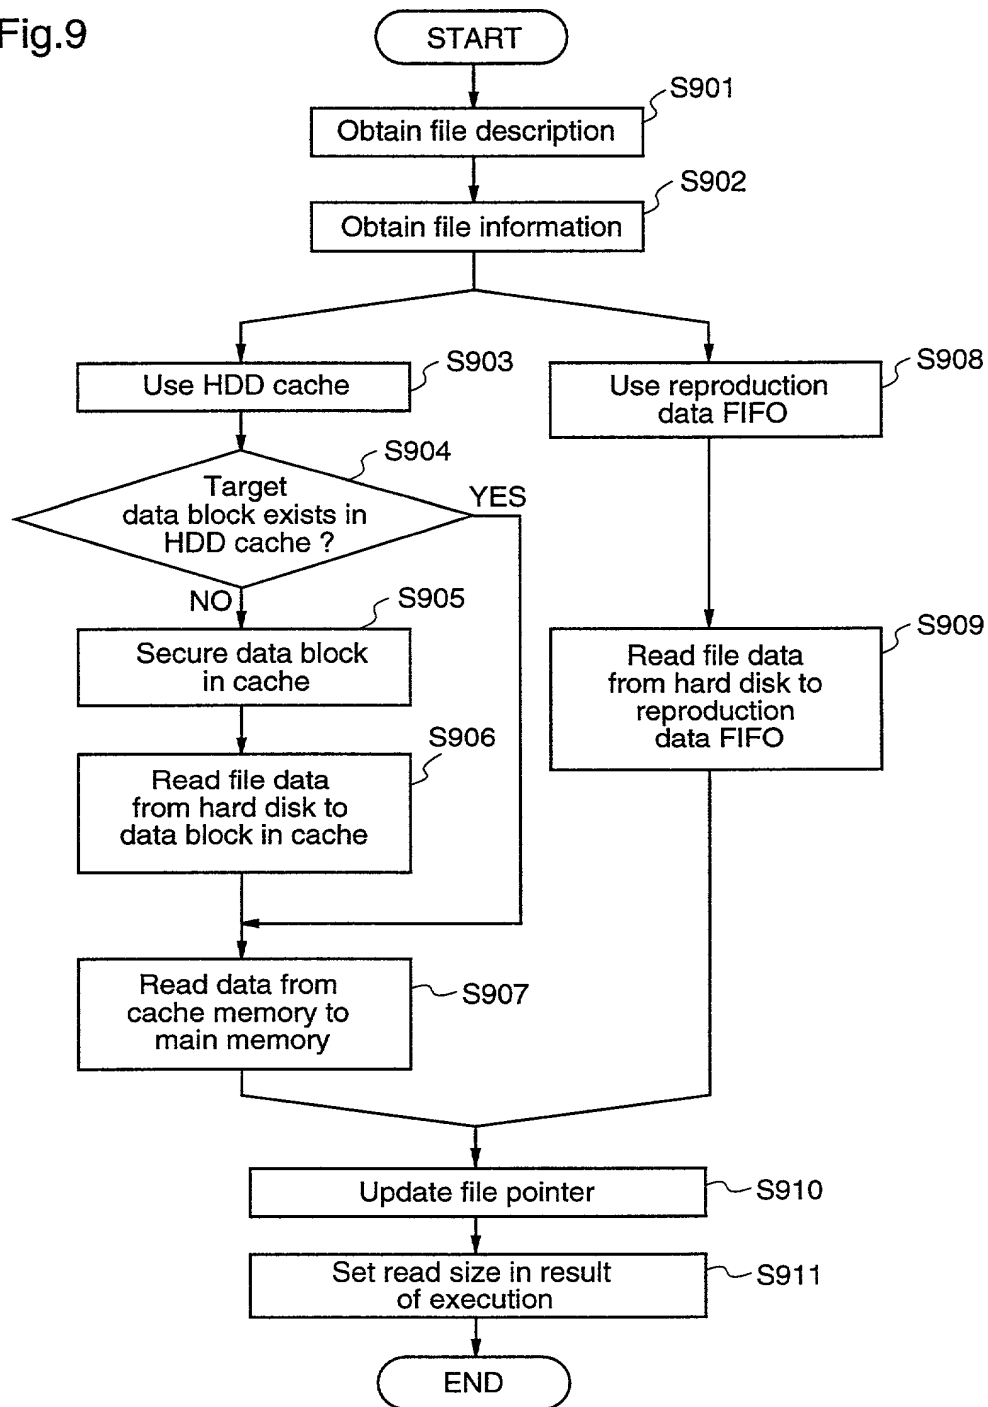 Fig.9
START
S901
Obtain file description
S902
Obtain file information
S903
Use HDD cache
S908
Use reproduction
data FIFO
S904
Target
data block exists in
HDD cache ?
YES
NO
S905
Secure data block
in cache
S909
Read file data
from hard disk to
reproduction
data FIFO
S906
Read file data
from hard disk to
data block in cache
Read data from
cache memory to
main memory
S907
Update file pointer
S910
Set read size in result
of execution
S911
END